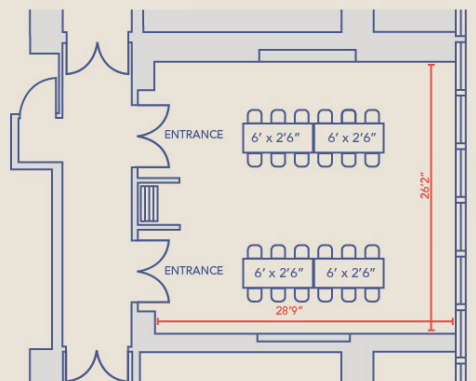 ENTRANCE
6' x 2'6" 6' x 2'6"
26'2"
ENTRANCE
6' x 2'6" 6' x 2'6"
28'9"